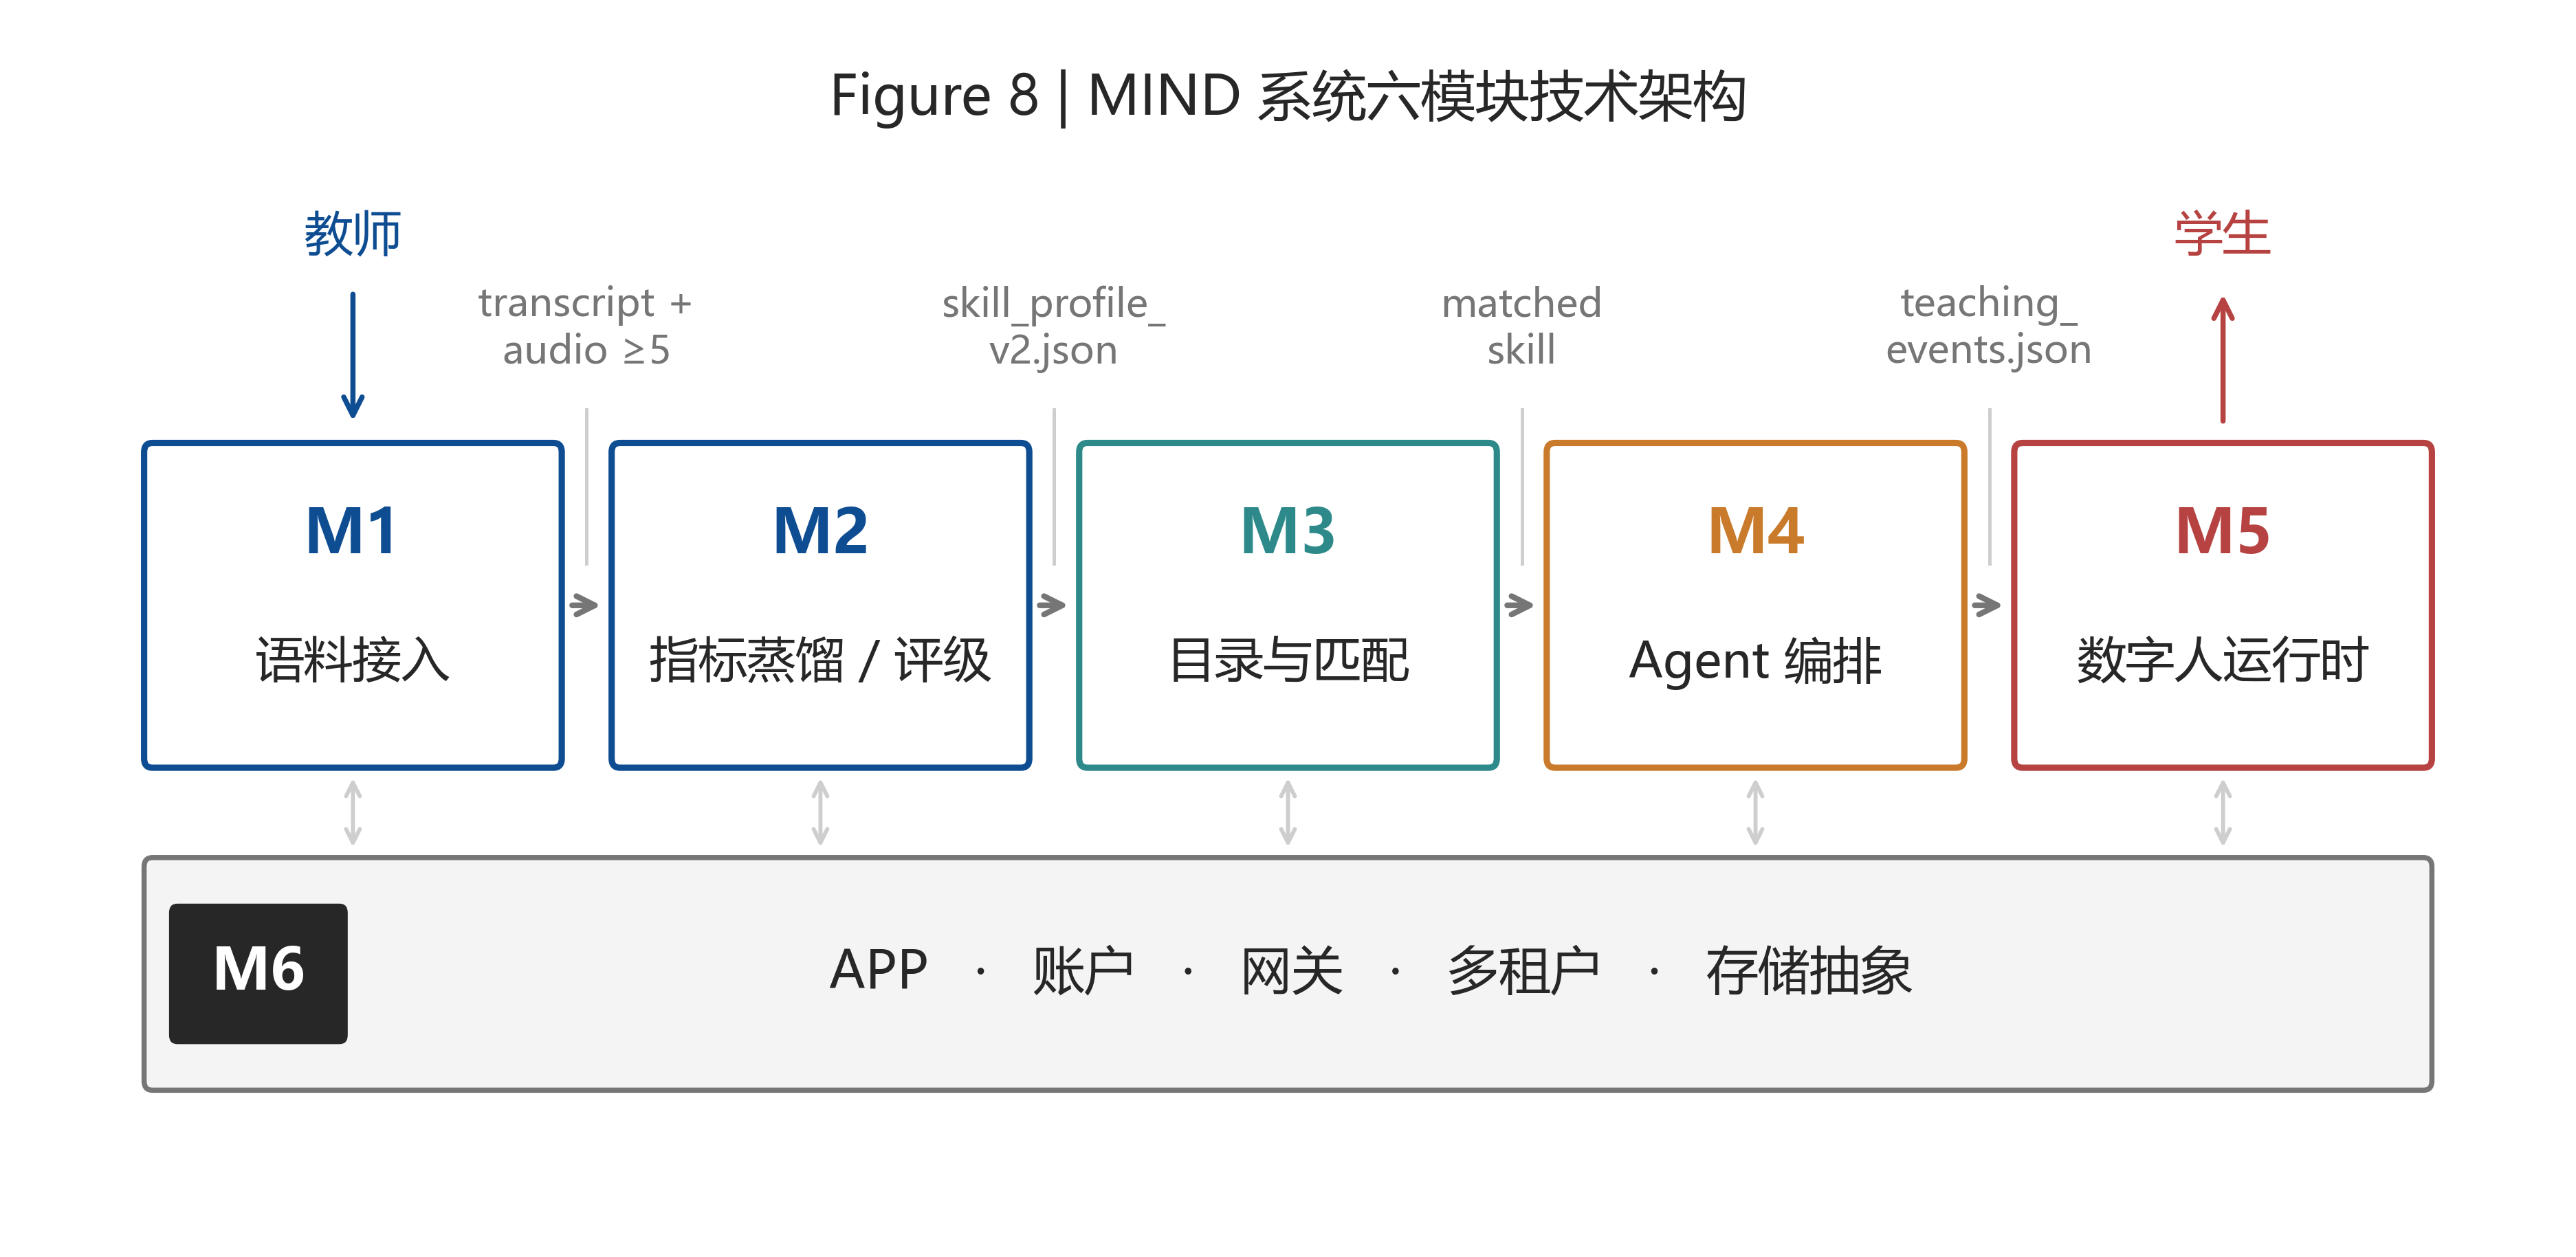 Figure 8 | MIND 系统六模块技术架构
教师
学生
transcript +
audio ≥5
skill_profile_
v2.json
matched
skill
teaching_
events.json
M1
语料接入
M2
指标蒸馏 / 评级
M3
目录与匹配
M4
Agent 编排
M5
数字人运行时
M6
APP · 账户 · 网关 · 多租户 · 存储抽象